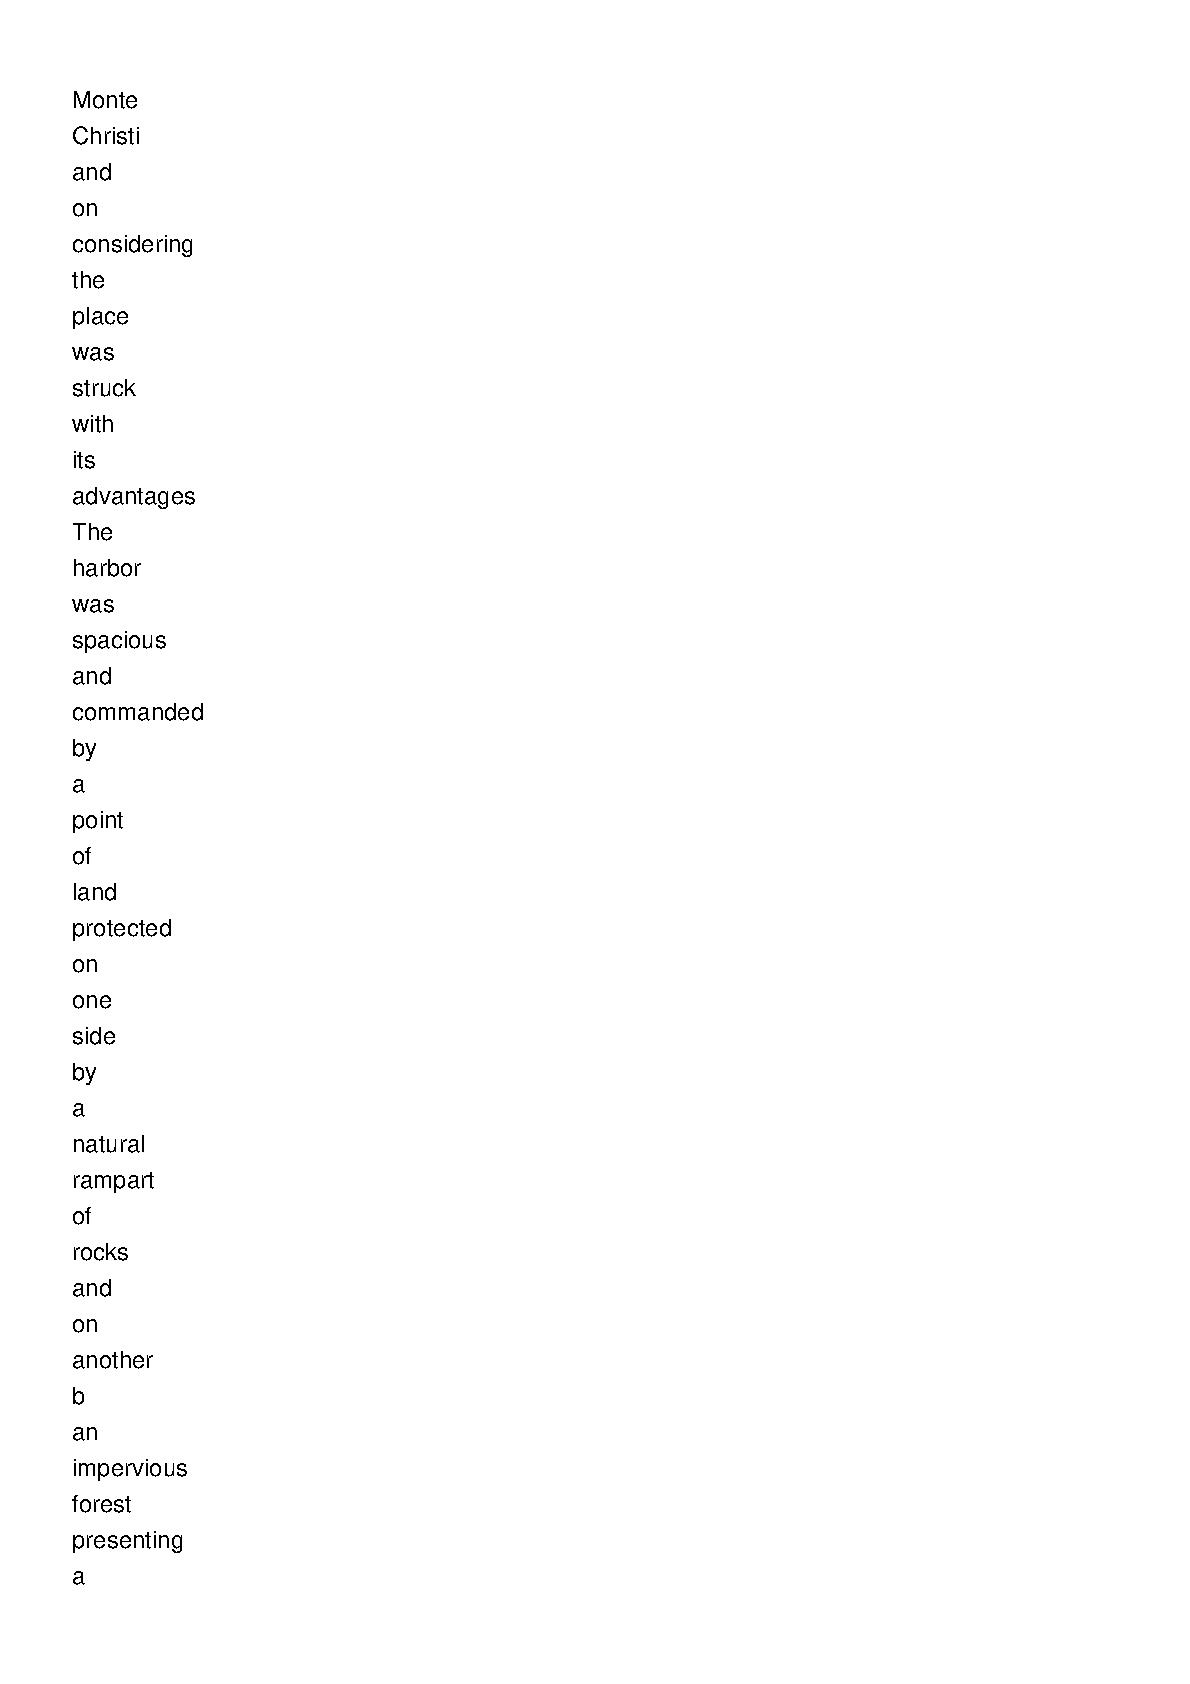 Monte
Christi
and
on
considering
the
place
was
struck
with
its
advantages
The
harbor
was
spacious
and
commanded
by
a
point
of
land
protected
on
one
side
by
a
natural
rampart
of
rocks
and
on
another
b
an
impervious
forest
presenting
a